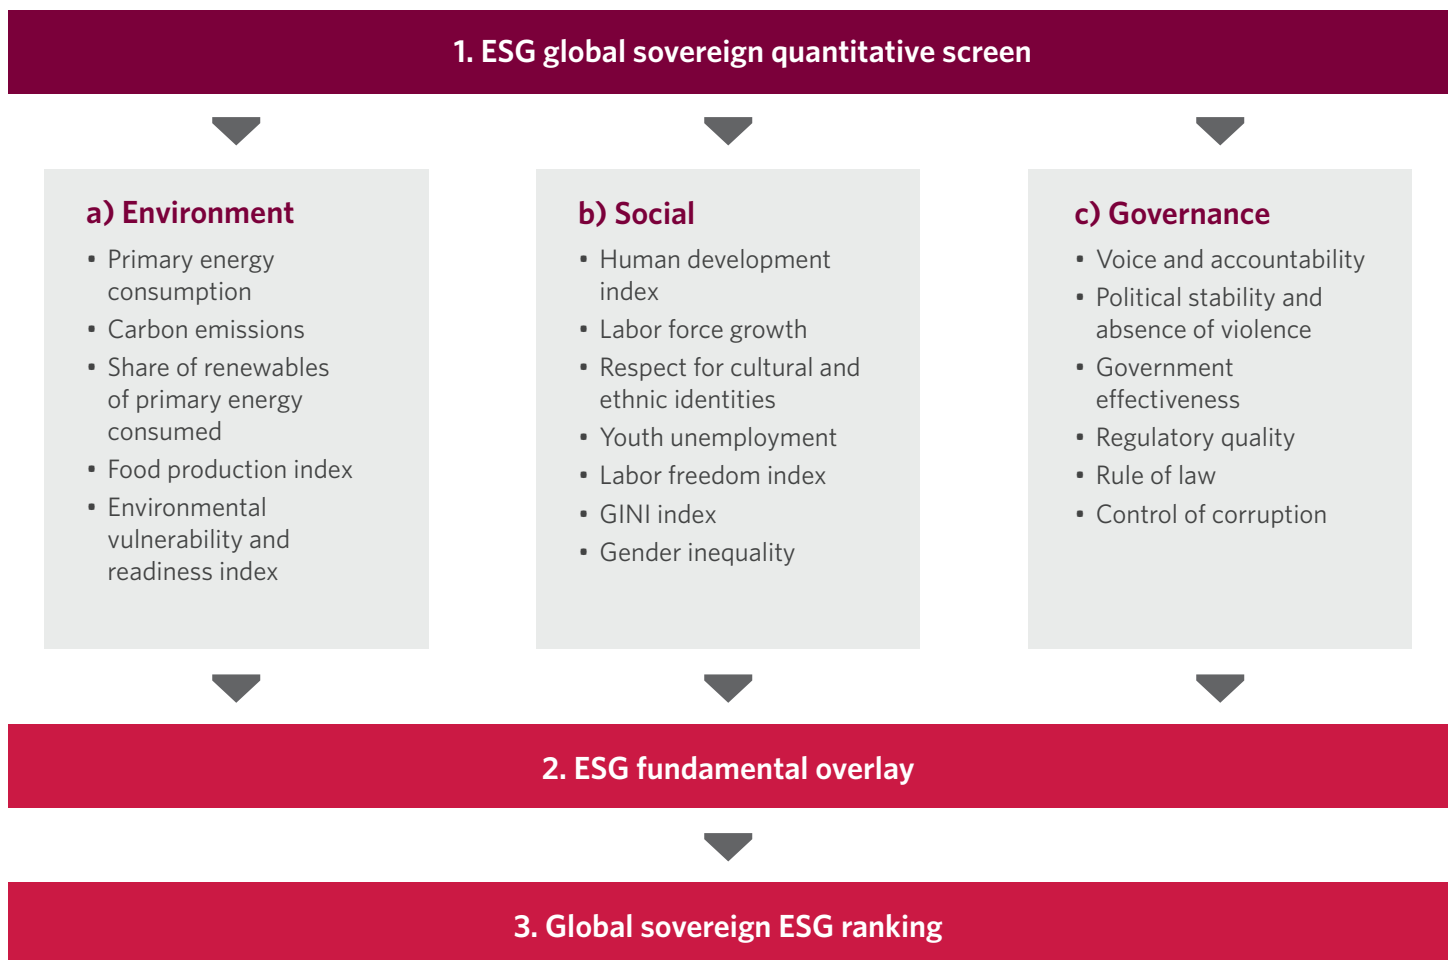 1. ESG global sovereign quantitative screen
a) Environment
• Primary energy
consumption
• Carbon emissions
• Share of renewables
of primary energy
consumed
• Food production index
• Environmental
vulnerability and
readiness index
b) Social
• Human development
index
• Labor force growth
• Respect for cultural and
ethnic identities
• Youth unemployment
• Labor freedom index
• GINI index
• Gender inequality
c) Governance
• Voice and accountability
• Political stability and
absence of violence
• Government
effectiveness
• Regulatory quality
• Rule of law
• Control of corruption
2. ESG fundamental overlay
3. Global sovereign ESG ranking